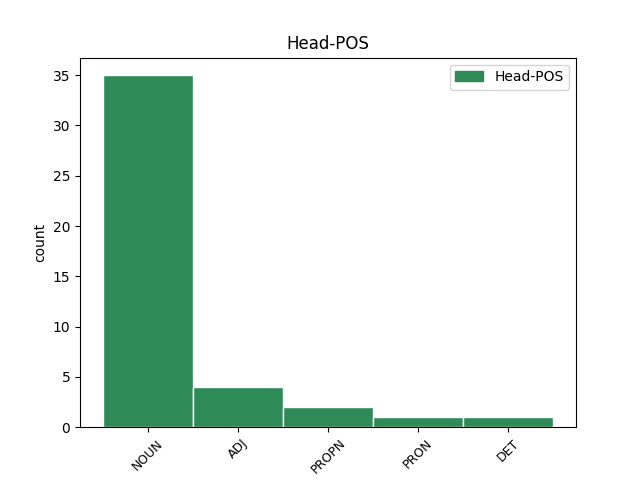 Head-POS
Head-POS
35
30
25
20
15
10
5
0
count
NOUN
ADJ
PROPN
PRON
DET